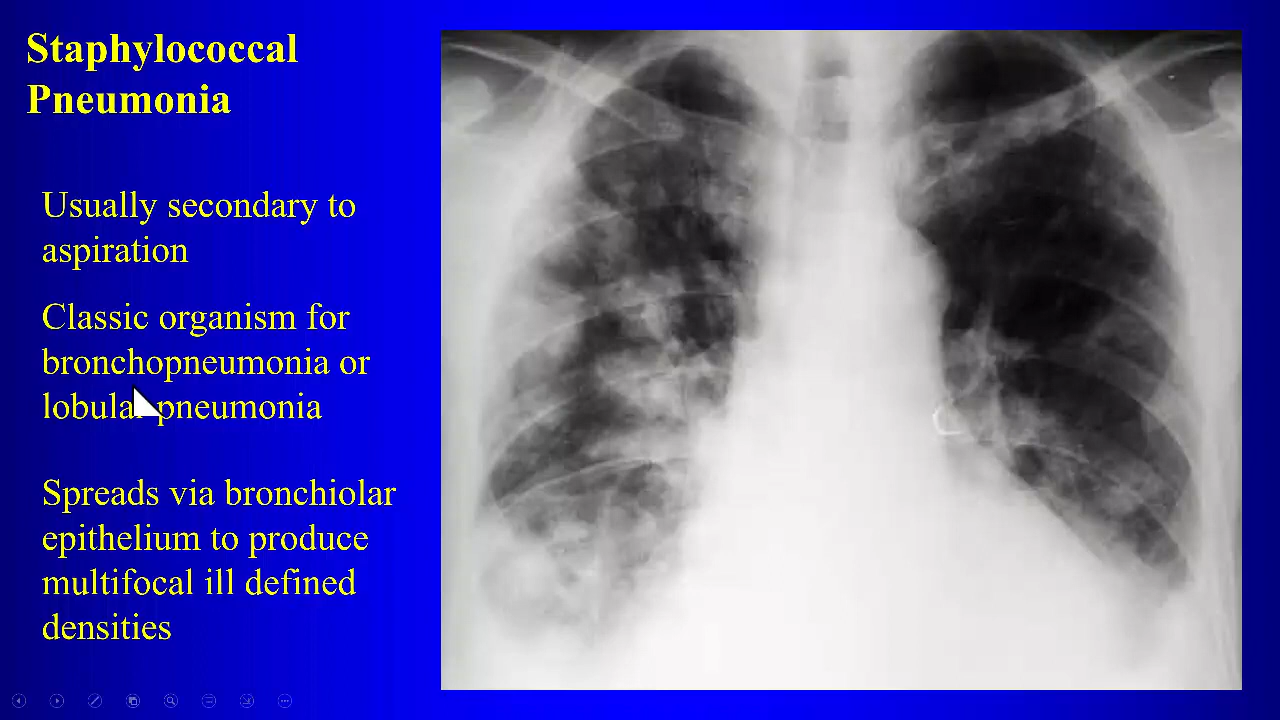 Staphylococcal
Pneumonia
Usually secondary to
aspiration
Classic organism for
bronchopneumonia or
lobular pneumonia
Spreads via bronchiolar
epithelium to produce
multifocal ill defined
densities